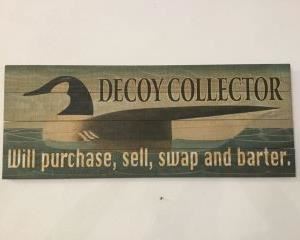 DECOY COLLECTOR
Will purchase, sell, swap and barter.